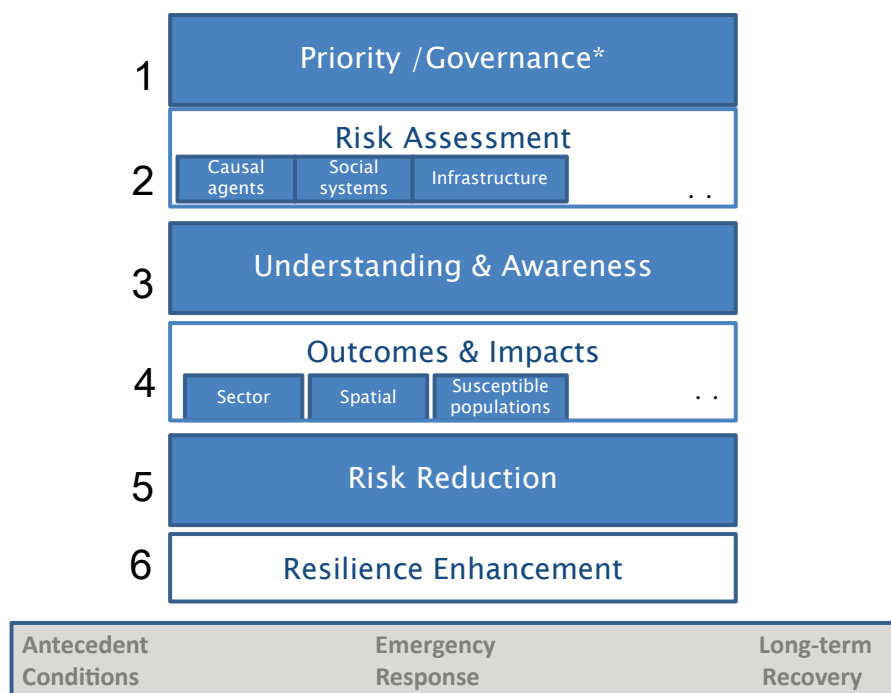 1
Priority /Governance*
2
Risk Assessment
Causal
agents
Social
systems
Infrastructure
. .
3
Understanding & Awareness
4
Outcomes & Impacts
Sector
Spatial
Susceptible
populations
. .
5
Risk Reduction
6
Resilience Enhancement
Antecedent
Conditions
Emergency
Response
Long-term
Recovery